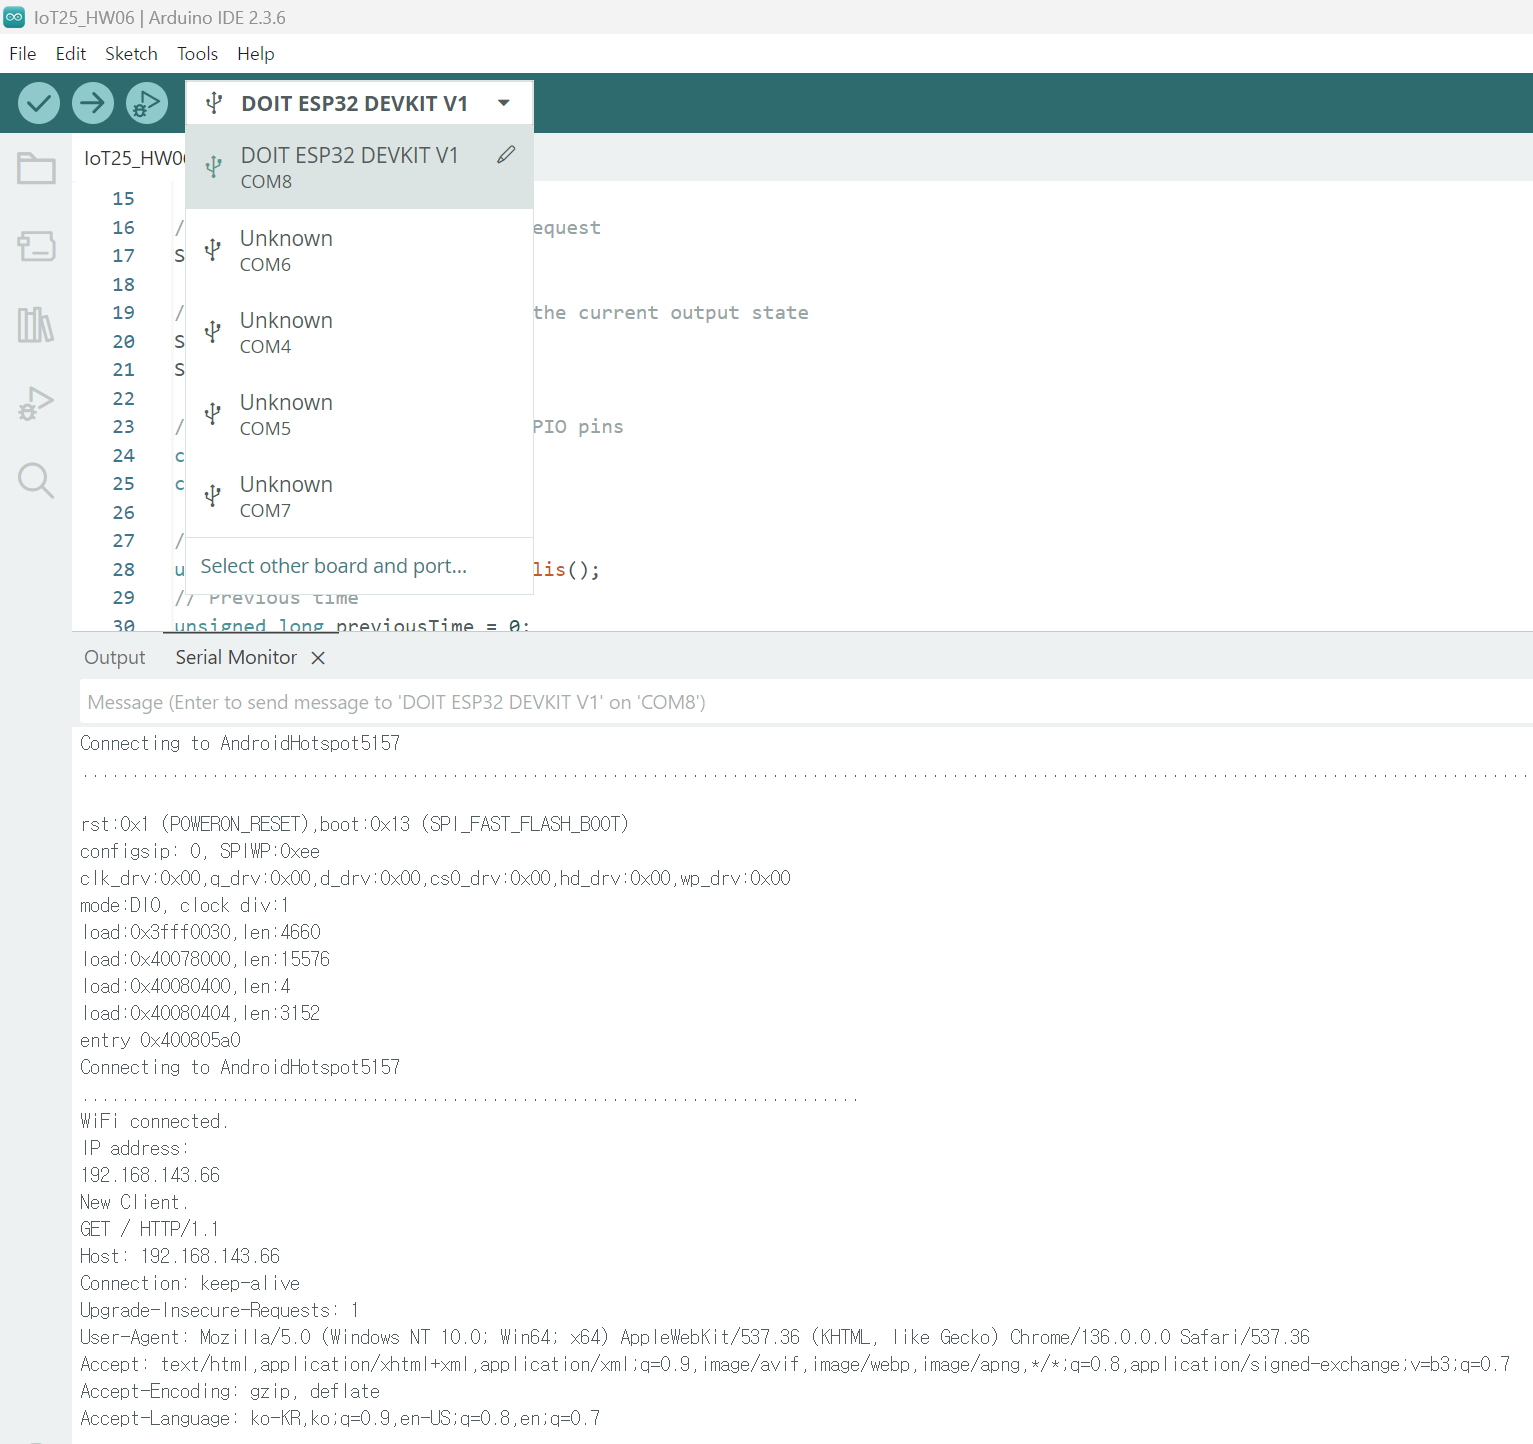 IoT25_HW06 | Arduino IDE 2.3.6
File Edit Sketch Tools Help
DOIT ESP32 DEVKIT V1
DOIT ESP32 DEVKIT V1
COM8
Unknown
COM6
Unknown
COM4
Unknown
COM5
Unknown
COM7
Select other board and port...
IoT25_HW06
15
16 / equest
17 S
18
19 / the current output state
20 S
21 S
22
23 / PIO pins
24 c
25 c
26
27 /
28 u lis();
29 // Previous time
30 unsigned long previousTime = 0;
Output Serial Monitor
Message (Enter to send message to 'DOIT ESP32 DEVKIT V1' on 'COM8')
Connecting to AndroidHotspot5157
................................................................................................................................................
rst:0x1 (POWERON_RESET),boot:0x13 (SPI_FAST_FLASH_BOOT)
configsip: 0, SPIWP:0xee
clk_drv:0x00,q_drv:0x00,d_drv:0x00,cs0_drv:0x00,hd_drv:0x00,wp_drv:0x00
mode:DIO, clock div:1
load:0x3fff0030,len:4660
load:0x40078000,len:15576
load:0x40080400,len:4
load:0x40080404,len:3152
entry 0x400805a0
Connecting to AndroidHotspot5157
..............................................................................
WiFi connected.
IP address:
192.168.143.66
New Client.
GET / HTTP/1.1
Host: 192.168.143.66
Connection: keep-alive
Upgrade-Insecure-Requests: 1
User-Agent: Mozilla/5.0 (Windows NT 10.0; Win64; x64) AppleWebKit/537.36 (KHTML, like Gecko) Chrome/136.0.0.0 Safari/537.36
Accept: text/html,application/xhtml+xml,application/xml;q=0.9,image/avif,image/webp,image/apng,*/*;q=0.8,application/signed-exchange;v=b3;q=0.7
Accept-Encoding: gzip, deflate
Accept-Language: ko-KR,ko;q=0.9,en-US;q=0.8,en;q=0.7